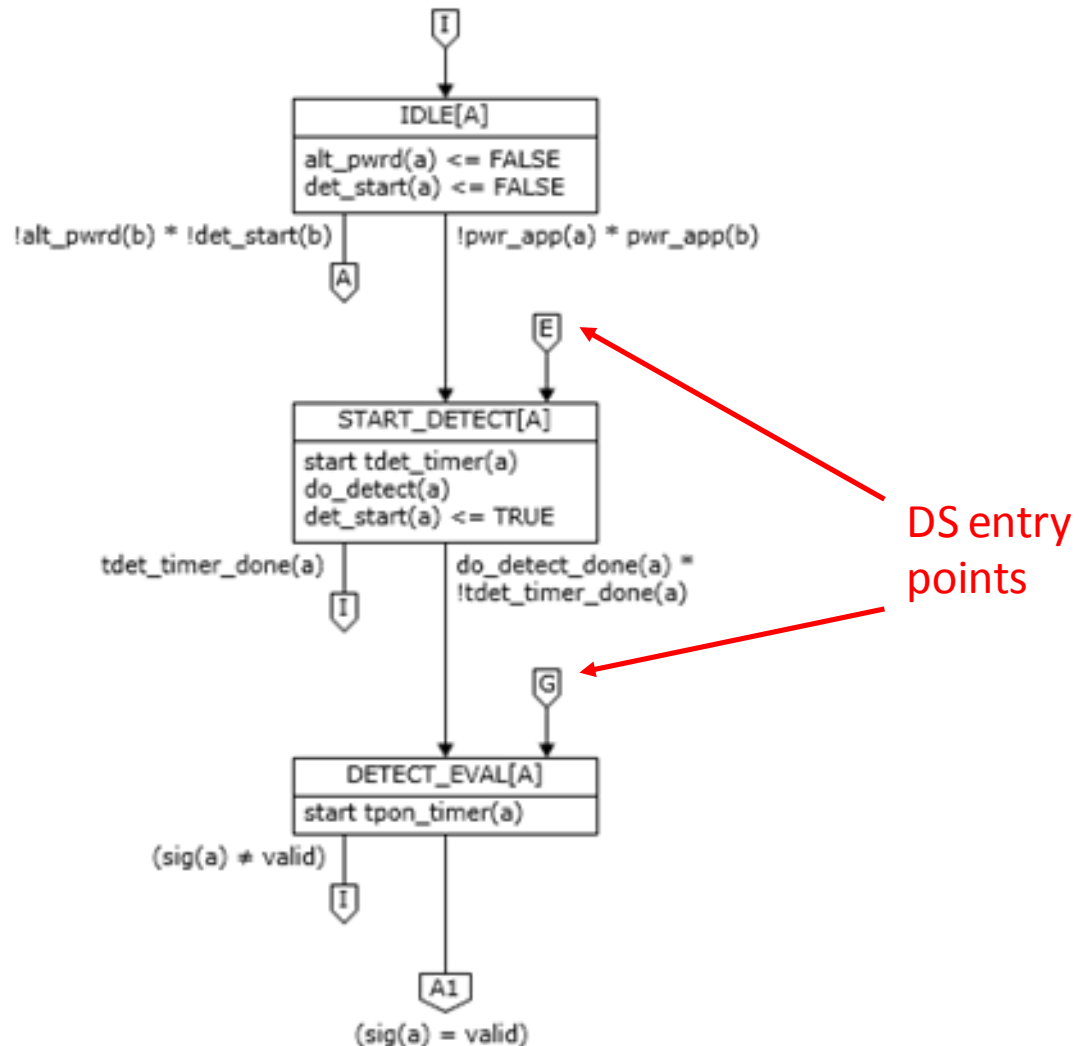 I
IDLE[A]
alt_pwrd(a) <= FALSE
det_start(a) <= FALSE
!alt_pwrd(b) * !det_start(b)
!pwr_app(a) * pwr_app(b)
A
E
START_DETECT[A]
start tdet_timer(a)
do_detect(a)
det_start(a) <= TRUE
tdet_timer_done(a)
do_detect_done(a) *
!tdet_timer_done(a)
I
DS entry
points
G
DETECT_EVAL[A]
start tpon_timer(a)
(sig(a) ≠ valid)
I
A1
(sig(a) = valid)